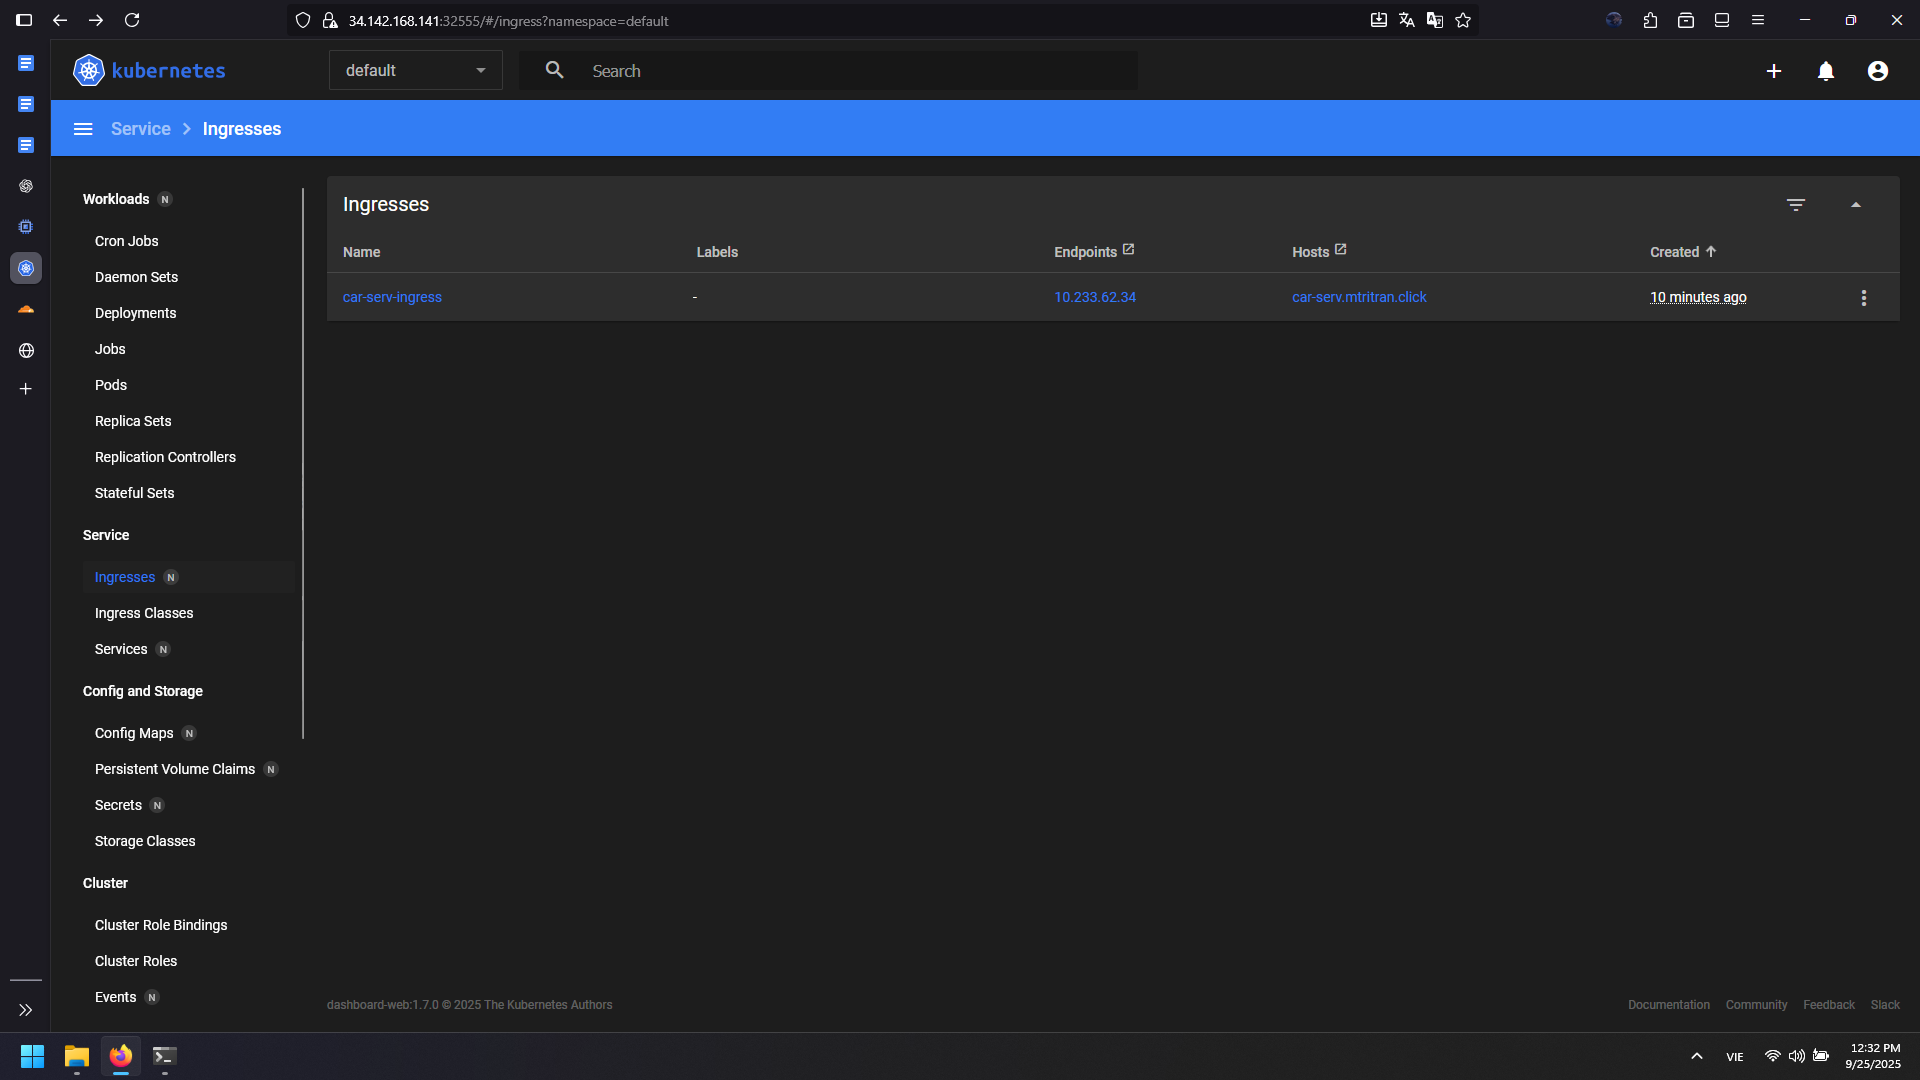 34.142.168.141:32555/#/ingress?namespace=default
kubernetes
default
Search
Service
Ingresses
Workloads N
Cron Jobs
Daemon Sets
Deployments
Jobs
Pods
Replica Sets
Replication Controllers
Stateful Sets
Service
Ingresses N
Ingress Classes
Services N
Config and Storage
Config Maps N
Persistent Volume Claims N
Secrets N
Storage Classes
Cluster
Cluster Role Bindings
Cluster Roles
Events N
Ingresses
Name Labels Endpoints Hosts Created
car-serv-ingress - 10.233.62.34 car-serv.mtritran.click 10 minutes ago
dashboard-web:1.7.0 © 2025 The Kubernetes Authors
Documentation Community Feedback Slack
VIE
12:32 PM
9/25/2025